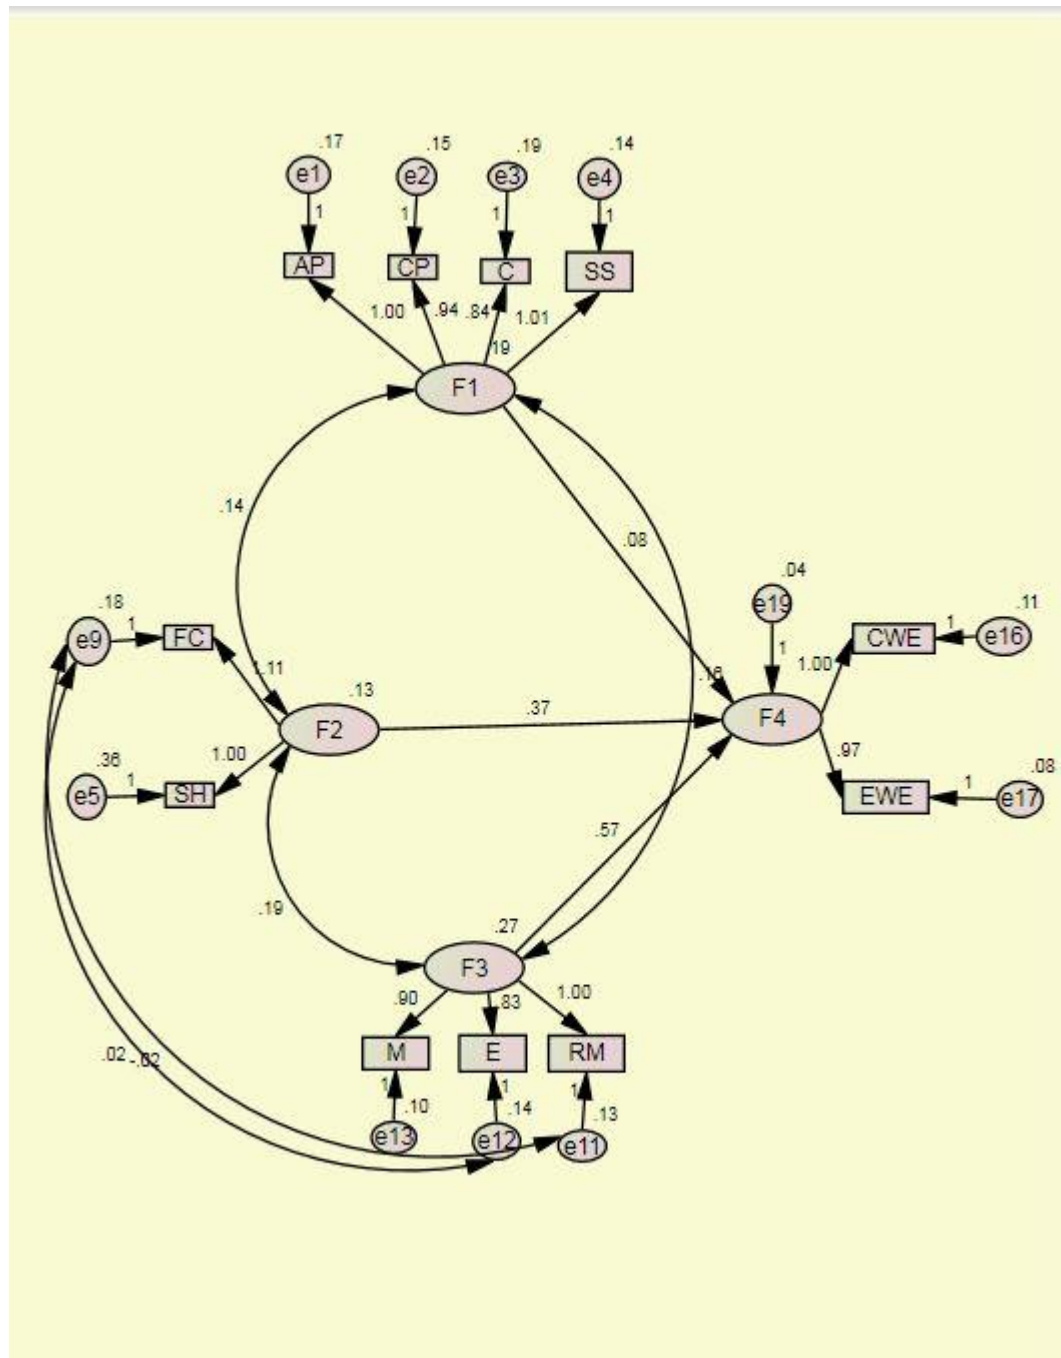 .17 .15 .19 .14
e1 e2 e3 e4
1 1 1 1
AP CP C SS
1.00 .94 .84 1.01
19
F1
.14
.08
.04
e19
.18 .11
e9 1 FC 1 CWE 1 e16
1.11 1.00
.13 .16
F2 .37 F4
1.00 .97
.36 .08
e5 1 SH EWE 1 e17
.57
.19
.27
F3
.90 .83 1.00
M E RM
1 1 1
.10 .14 .13
e13 e12 e11
.02 -.02